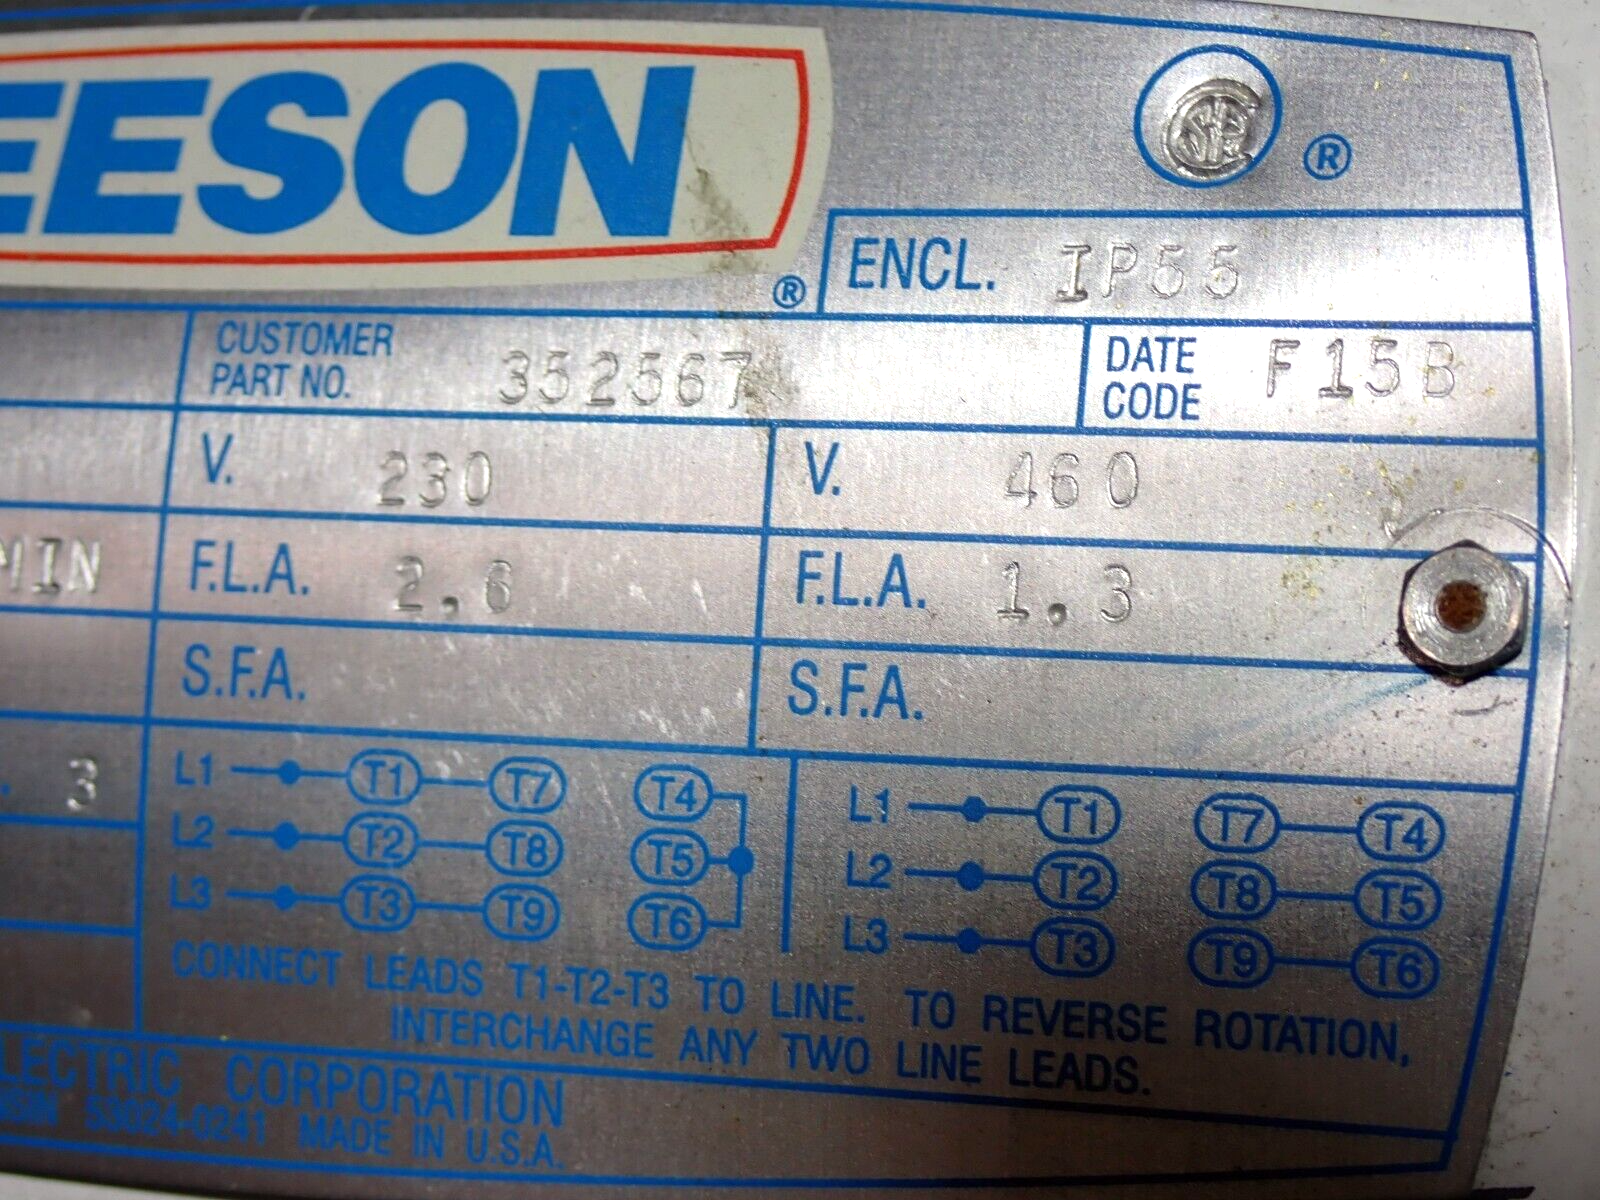 EESON
®
®
ENCL. IP55
CUSTOMER PART NO. 352567
DATE CODE F15B
V. 230
V. 460
MIN
F.L.A. 2.6
F.L.A. 1.3
S.F.A.
S.F.A.
3
L1 T1 T7 T4
L2 T2 T8 T5
L3 T3 T9 T6
L1 T1 T7 T4
L2 T2 T8 T5
L3 T3 T9 T6
CONNECT LEADS T1-T2-T3 TO LINE. TO REVERSE ROTATION,
INTERCHANGE ANY TWO LINE LEADS.
LECTRIC CORPORATION
NSIN 53024-0241 MADE IN U.S.A.